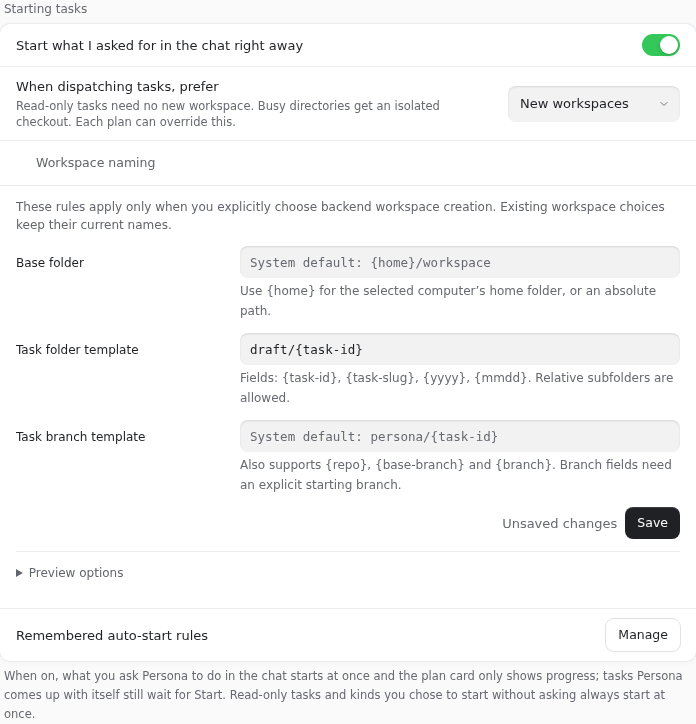 Starting tasks
Start what I asked for in the chat right away
When dispatching tasks, prefer
Read-only tasks need no new workspace. Busy directories get an isolated
checkout. Each plan can override this.
New workspaces
Workspace naming
These rules apply only when you explicitly choose backend workspace creation. Existing workspace choices
keep their current names.
Base folder
System default: {home}/workspace
Use {home} for the selected computer’s home folder, or an absolute
path.
Task folder template
draft/{task-id}
Fields: {task-id}, {task-slug}, {yyyy}, {mmdd}. Relative subfolders are
allowed.
Task branch template
System default: persona/{task-id}
Also supports {repo}, {base-branch} and {branch}. Branch fields need
an explicit starting branch.
Unsaved changes
Save
Preview options
Remembered auto-start rules
Manage
When on, what you ask Persona to do in the chat starts at once and the plan card only shows progress; tasks Persona
comes up with itself still wait for Start. Read-only tasks and kinds you chose to start without asking always start at
once.